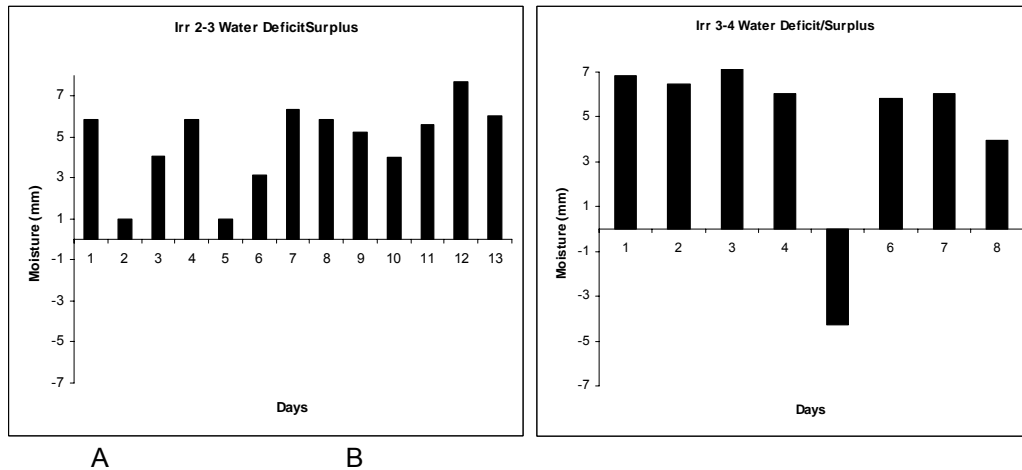 Irr 2-3 Water DeficitSurplus
7
5
3
1
-1
-3
-5
-7
Moisture (mm)
1 2 3 4 5 6 7 8 9 10 11 12 13
Days
Irr 3-4 Water Deficit/Surplus
7
5
3
1
-1
-3
-5
-7
Moisture (mm)
1 2 3 4 6 7 8
Days
A B